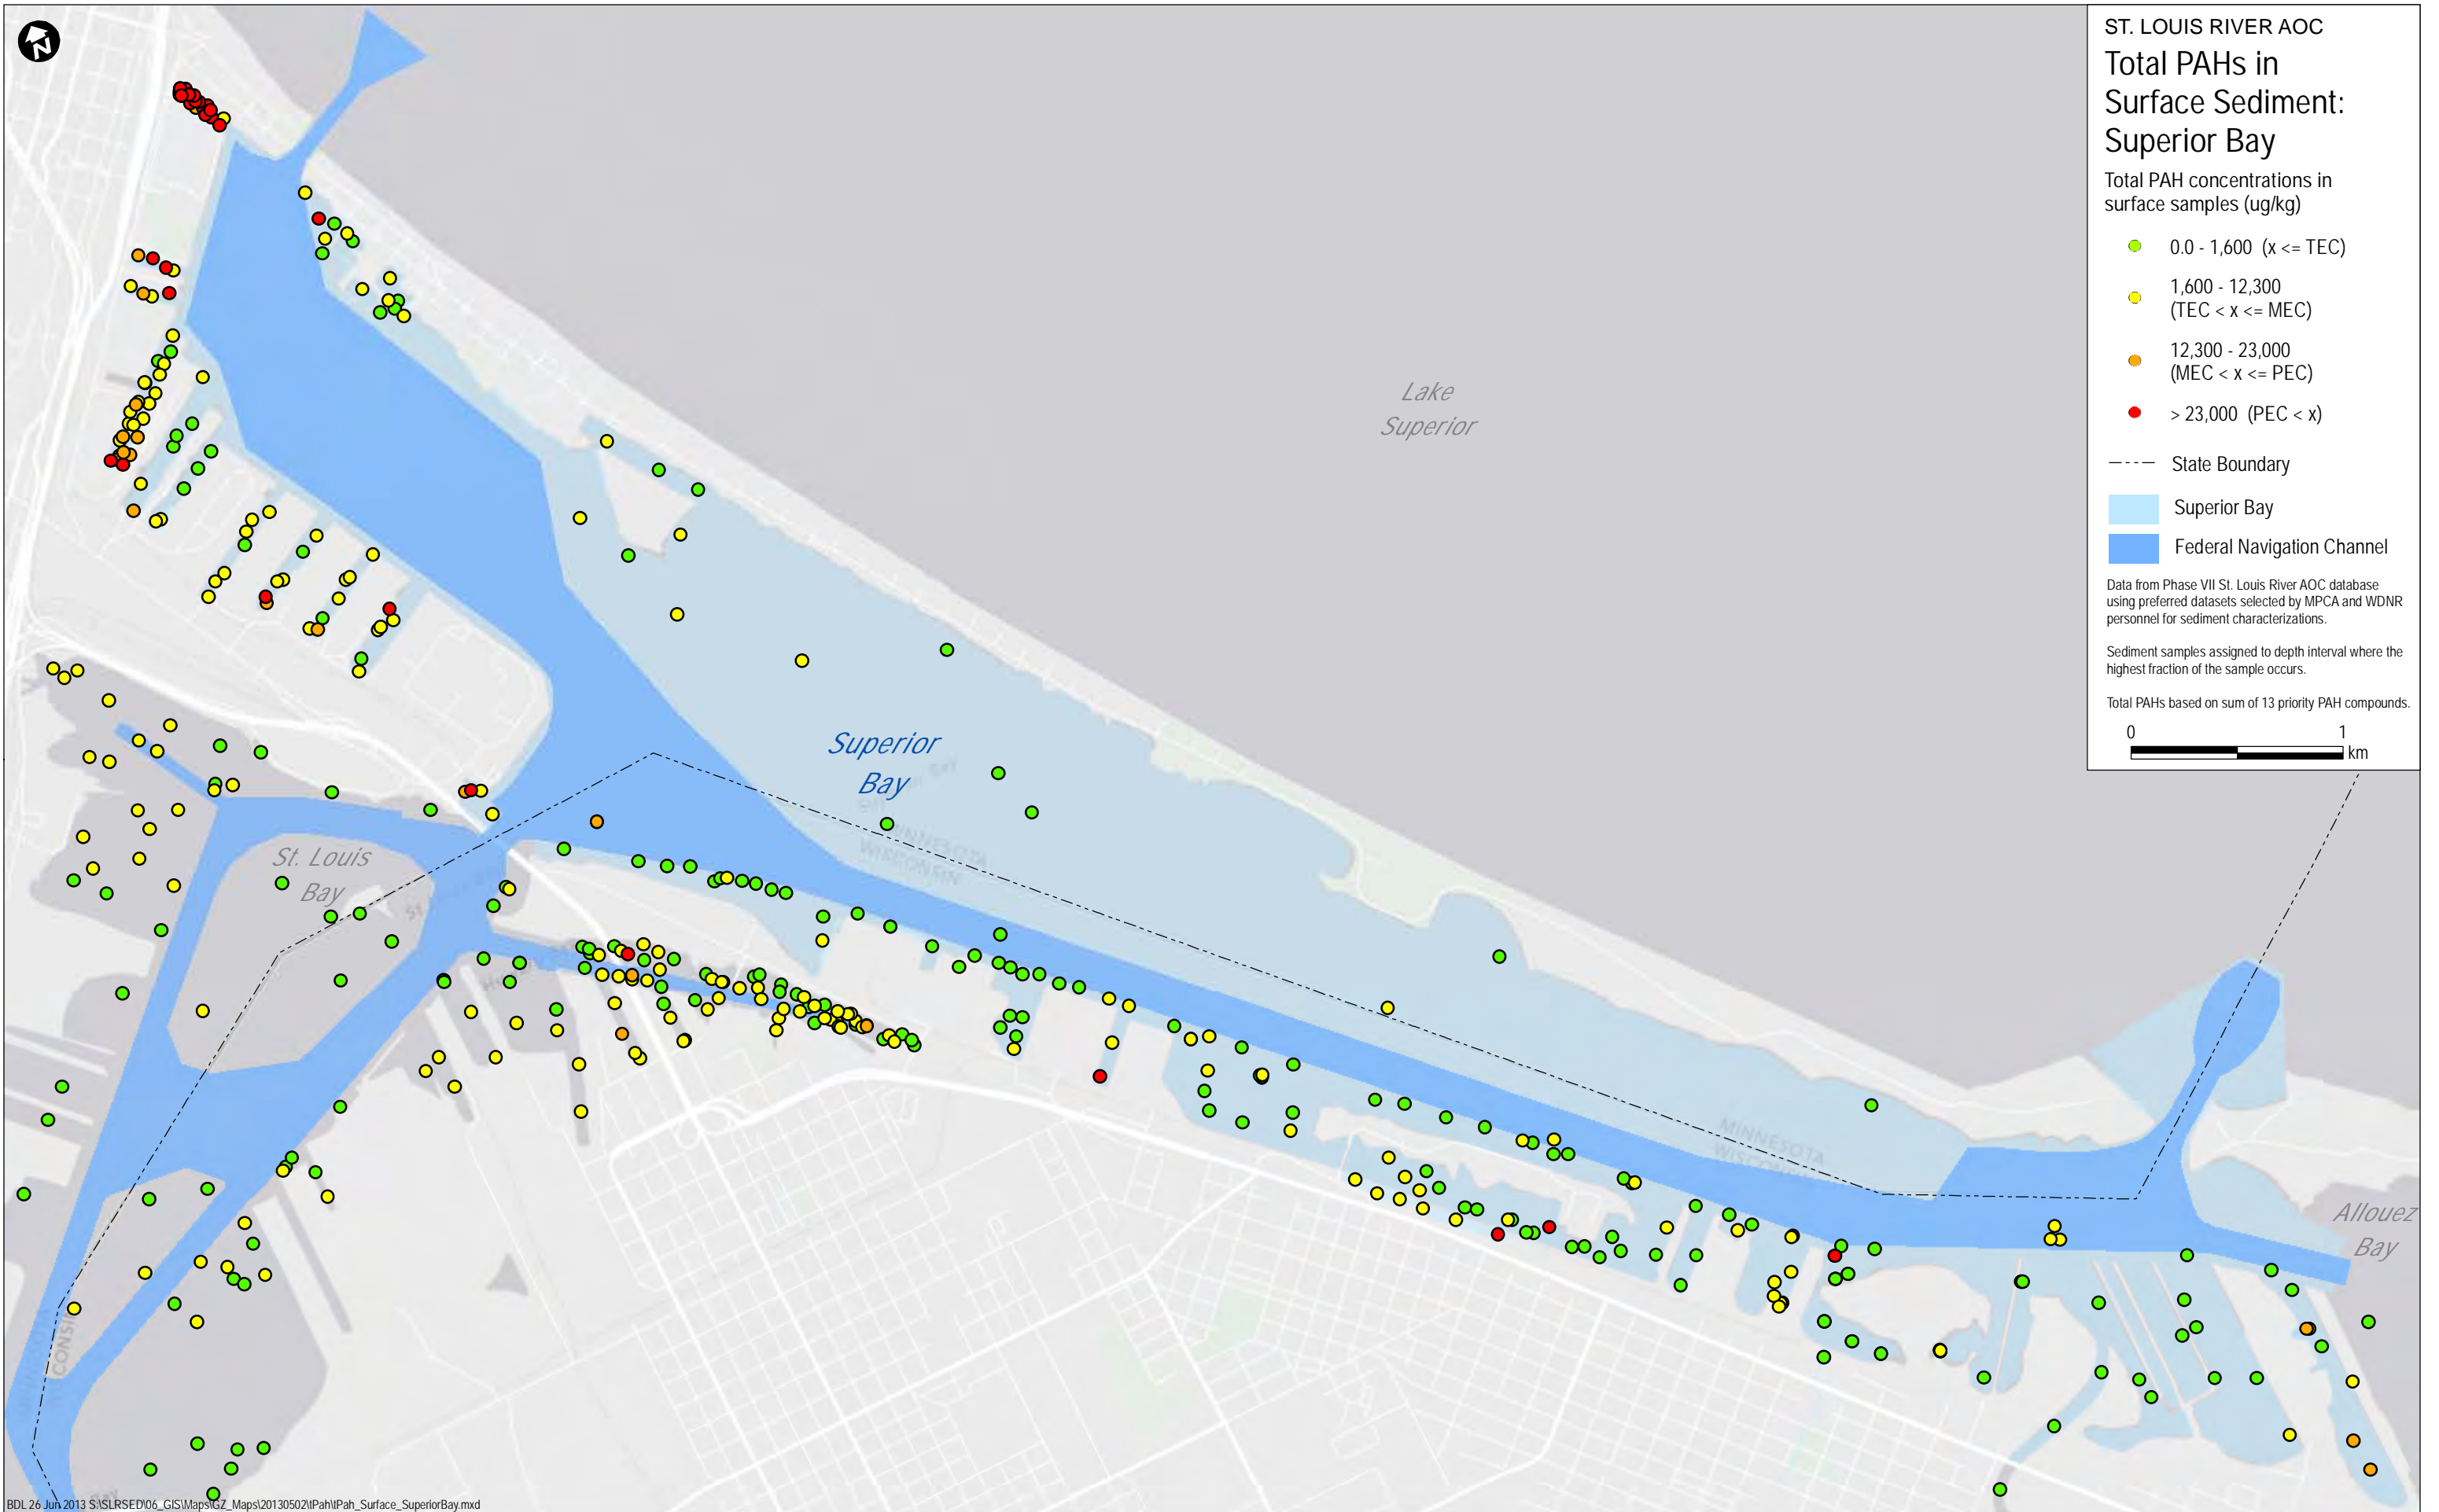 N
ST. LOUIS RIVER AOC
Total PAHs in
Surface Sediment:
Superior Bay
Total PAH concentrations in
surface samples (ug/kg)
0.0 - 1,600 (x <= TEC)
1,600 - 12,300
(TEC < x <= MEC)
12,300 - 23,000
(MEC < x <= PEC)
> 23,000 (PEC < x)
State Boundary
Superior Bay
Federal Navigation Channel
Data from Phase VII St. Louis River AOC database
using preferred datasets selected by MPCA and WDNR
personnel for sediment characterizations.
Sediment samples assigned to depth interval where the
highest fraction of the sample occurs.
Total PAHs based on sum of 13 priority PAH compounds.
0 1
km
Lake
Superior
Superior
Bay
MINNESOTA
WISCONSIN
St. Louis
Bay
MINNESOTA
Allouez
Bay
BDL 26 Jun 2013 S:\SLRSED\06_GIS\Maps\GZ_Maps\20130502\tPah\tPah_Surface_SuperiorBay.mxd